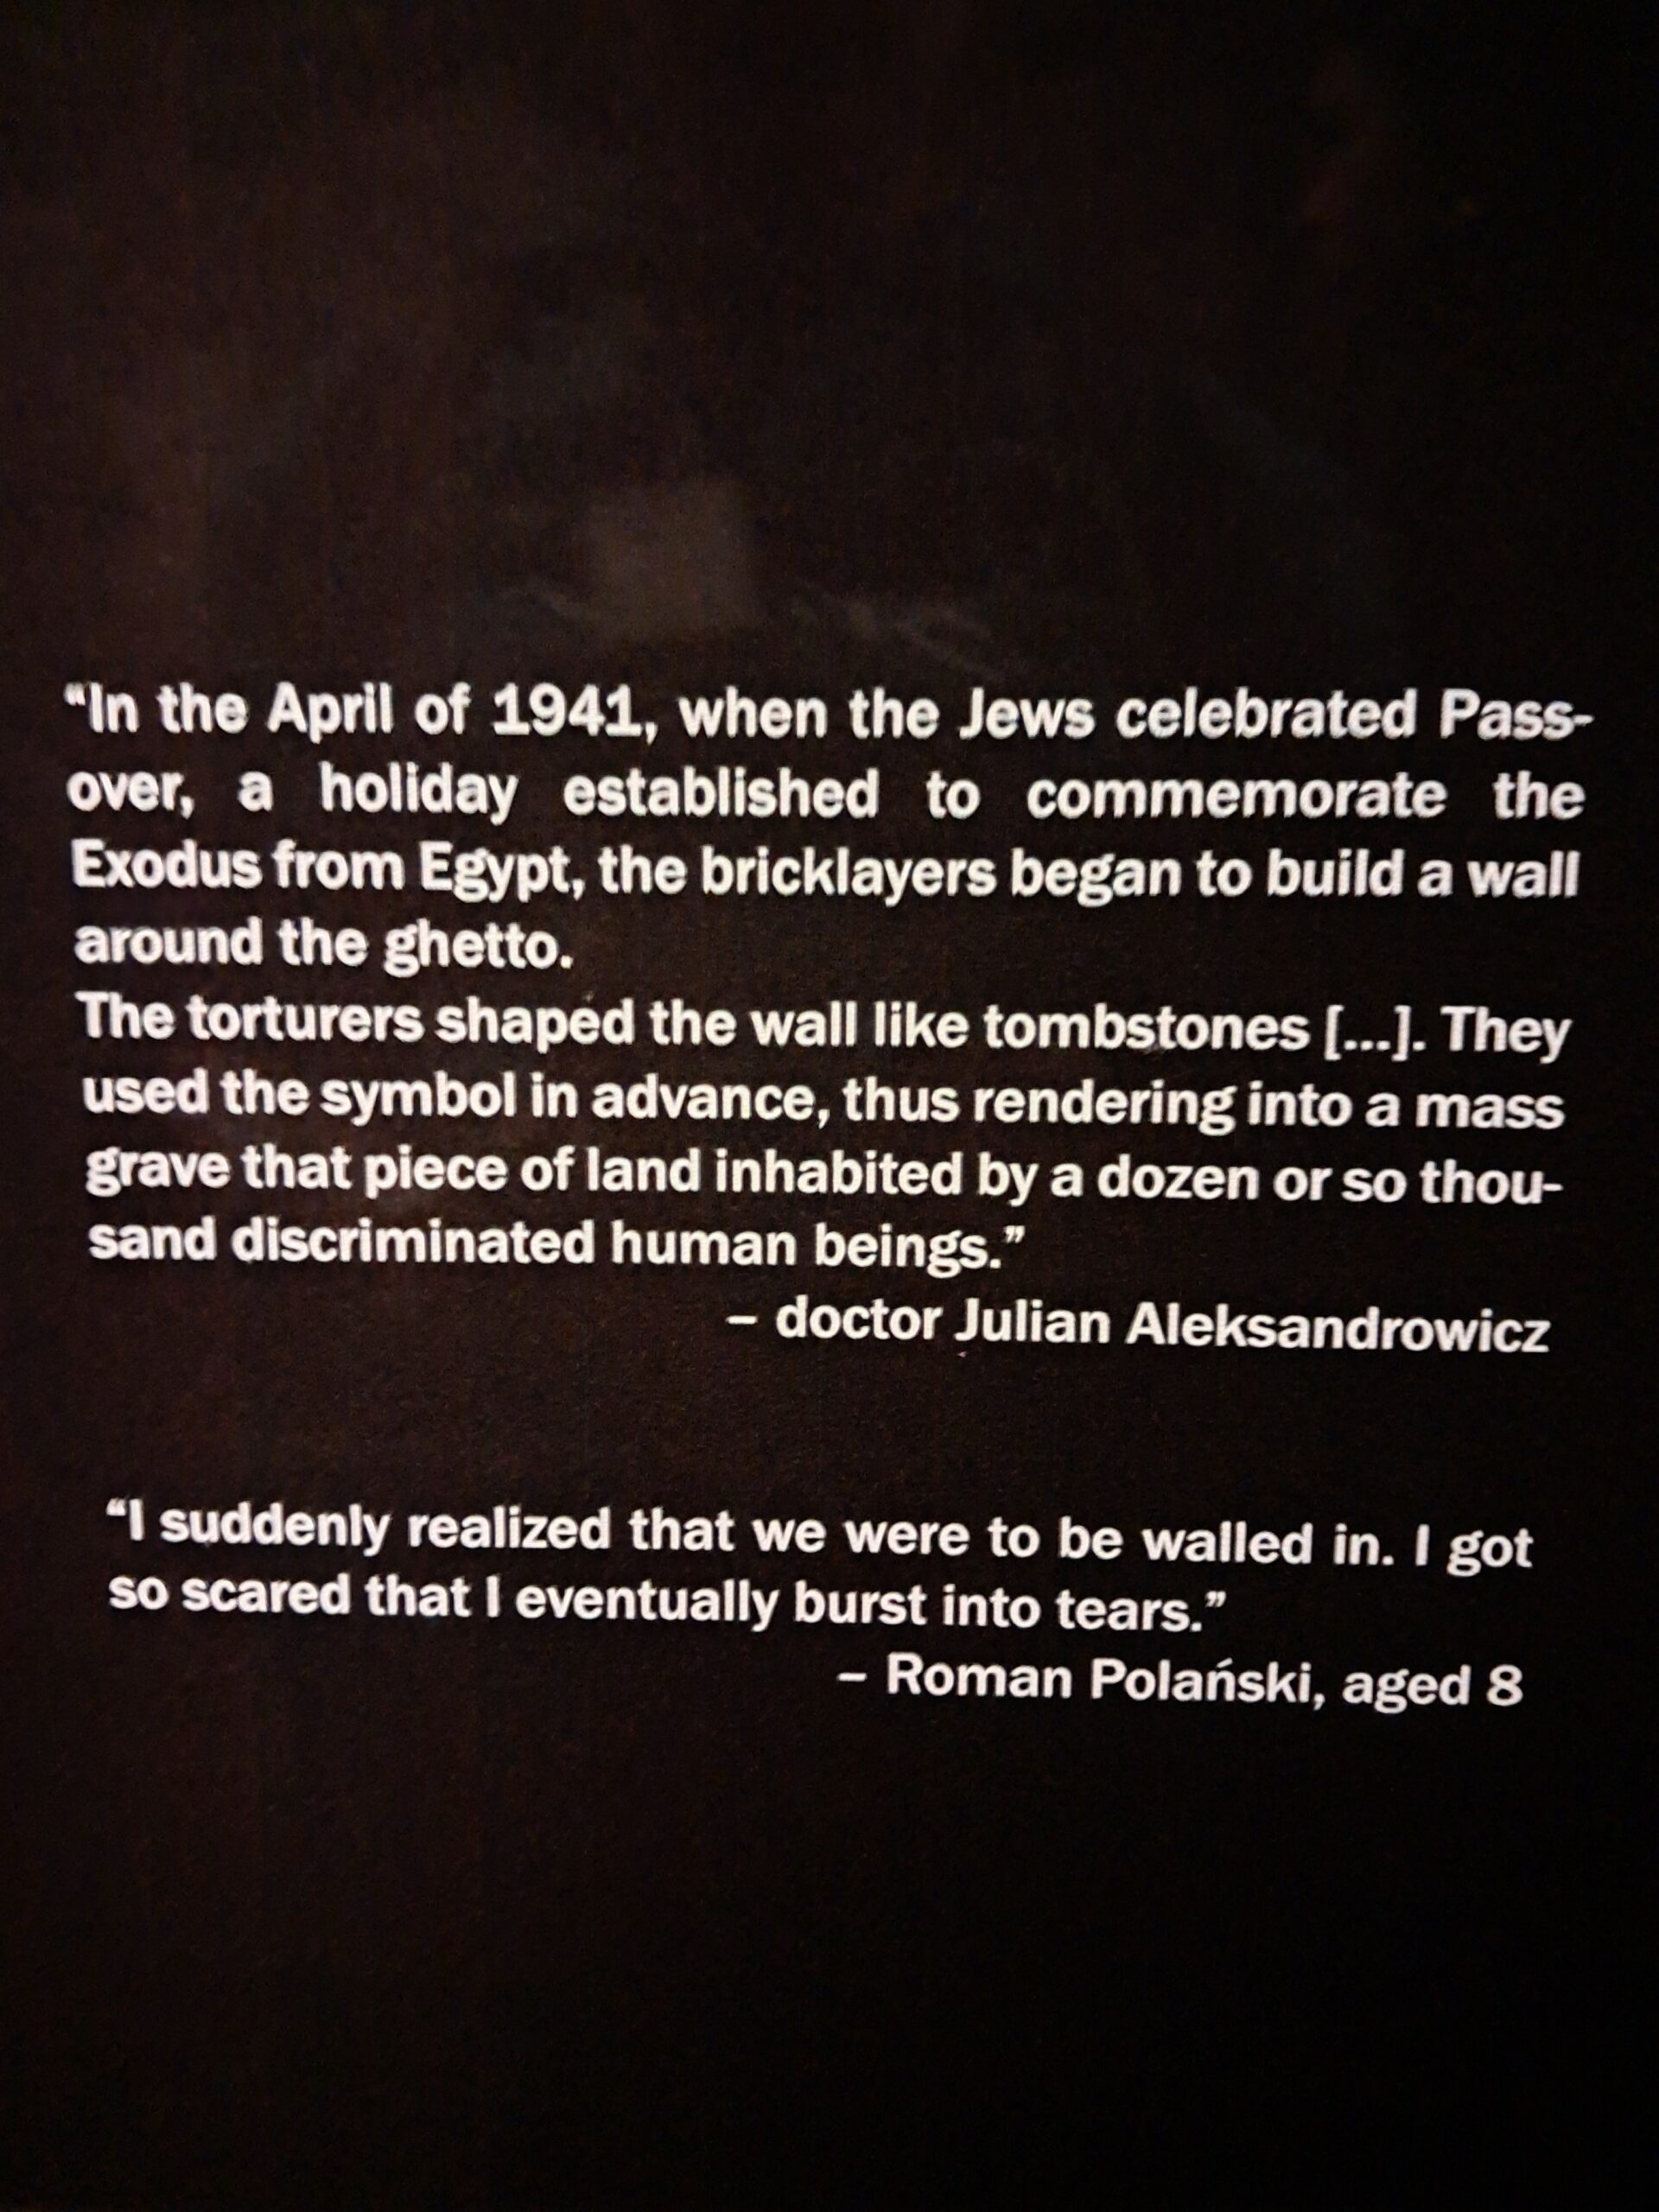 “In the April of 1941, when the Jews celebrated Pass-
over, a holiday established to commemorate the
Exodus from Egypt, the bricklayers began to build a wall
around the ghetto.
The torturers shaped the wall like tombstones [...]. They
used the symbol in advance, thus rendering into a mass
grave that piece of land inhabited by a dozen or so thou-
sand discriminated human beings.”
– doctor Julian Aleksandrowicz
“I suddenly realized that we were to be walled in. I got
so scared that I eventually burst into tears.”
– Roman Polański, aged 8